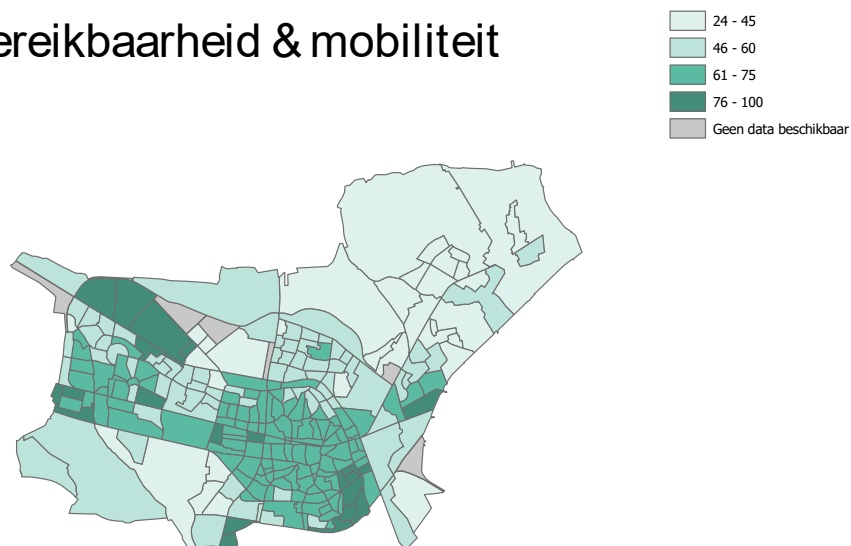 ereikbaarheid & mobiliteit
24 - 45
46 - 60
61 - 75
76 - 100
Geen data beschikbaar